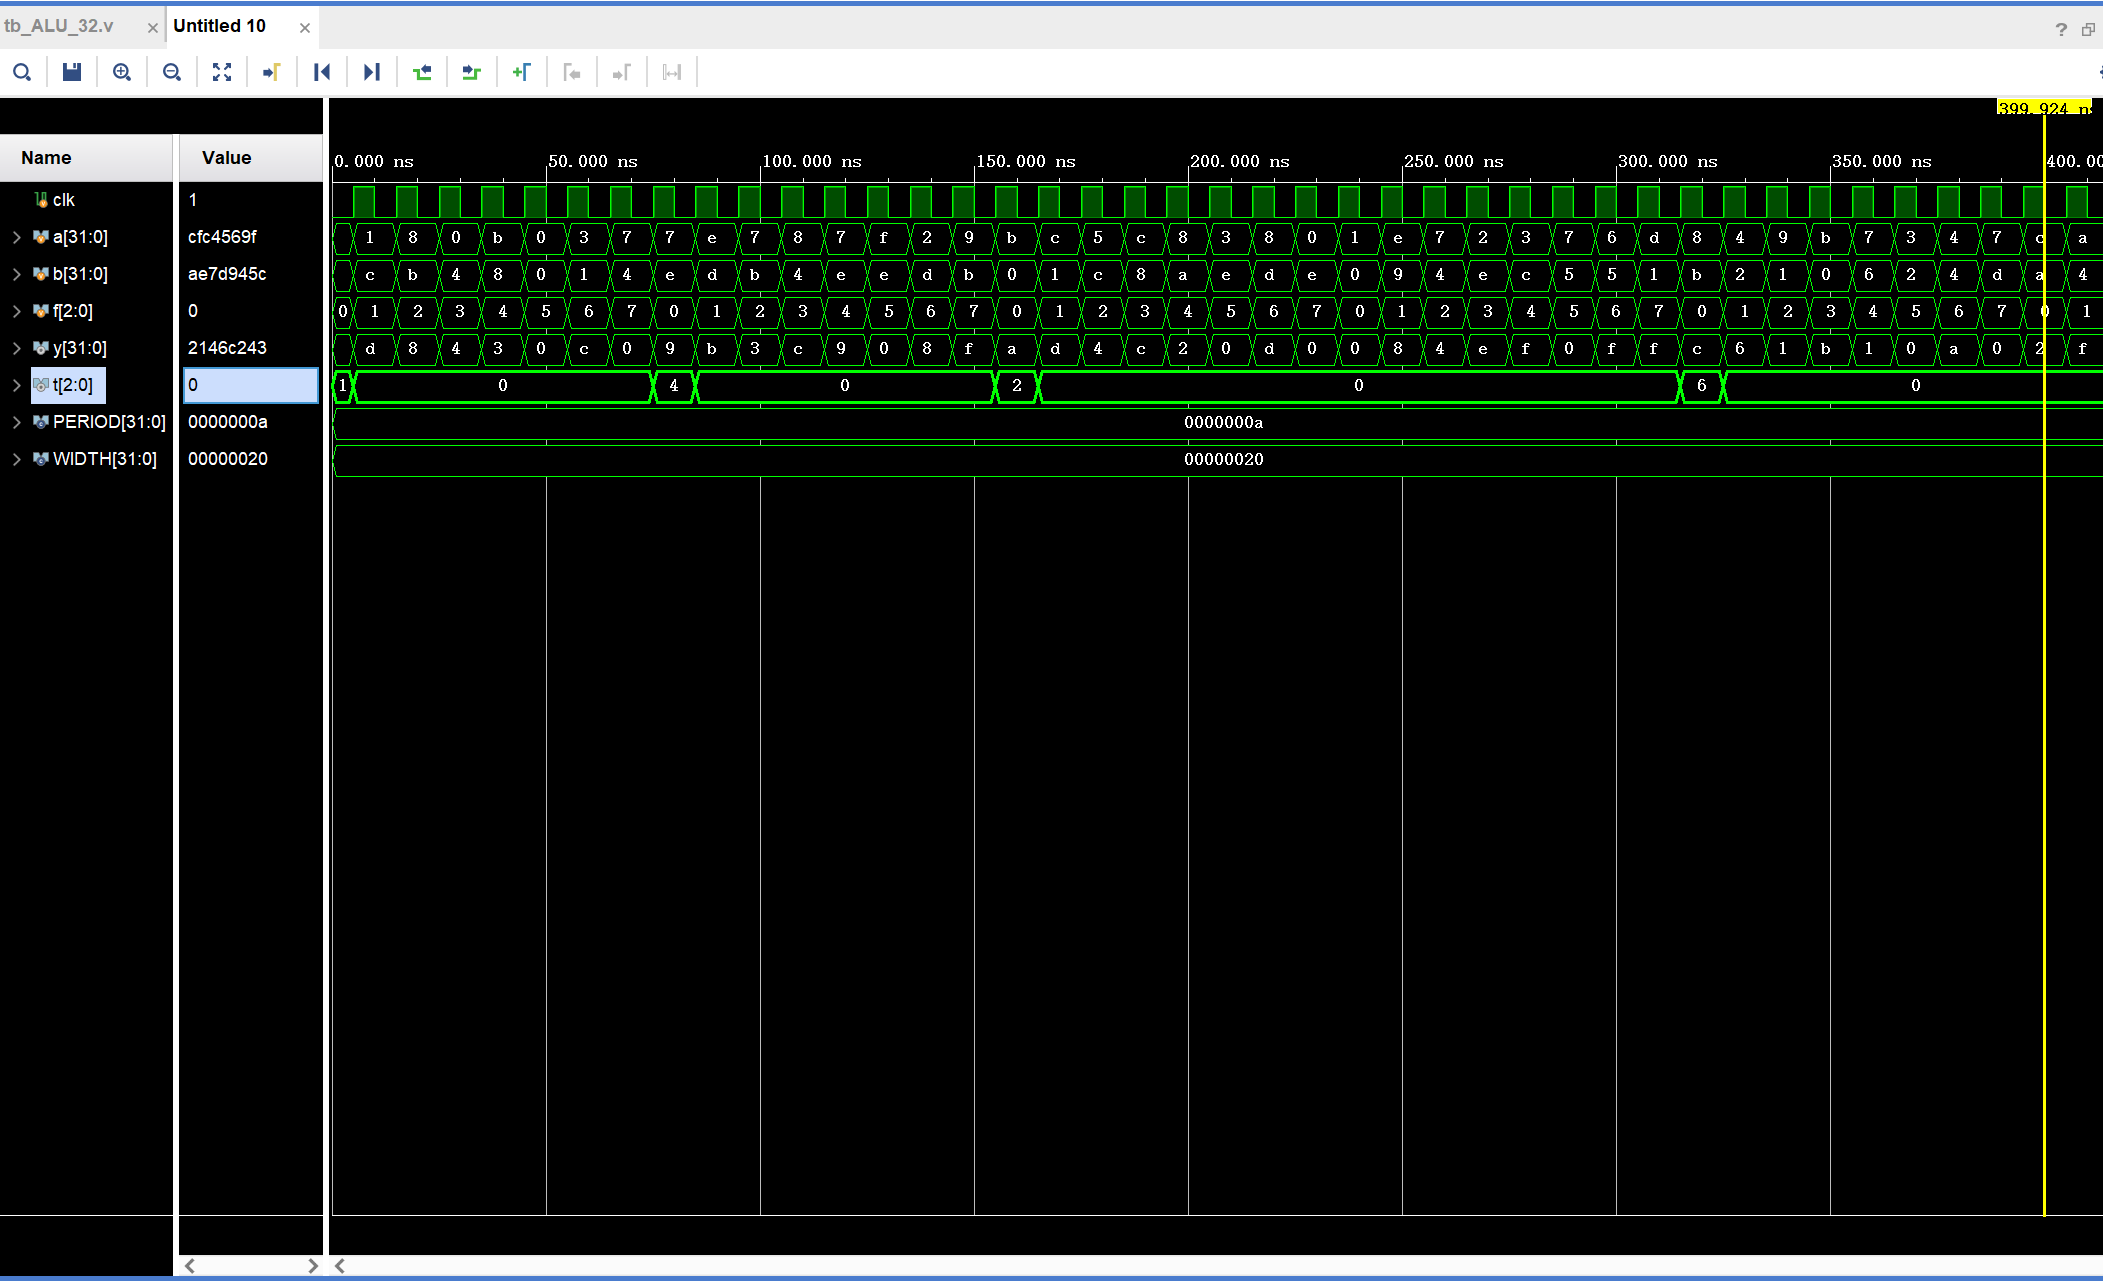 tb_ALU_32.v × Untitled 10 × ?
399.924 ns
Name Value 0.000 ns 50.000 ns 100.000 ns 150.000 ns 200.000 ns 250.000 ns 300.000 ns 350.000 ns 400.00
clk 1
a[31:0] cfc4569f 1 8 0 b 0 3 7 7 e 7 8 7 f 2 9 b c 5 c 8 3 8 0 1 e 7 2 3 7 6 d 8 4 9 b 7 3 4 7 c a
b[31:0] ae7d945c c b 4 8 0 1 4 e d b 4 e e d b 0 1 c 8 a e d e 0 9 4 e c 5 5 1 b 2 1 0 6 2 4 d a 4
f[2:0] 0 0 1 2 3 4 5 6 7 0 1 2 3 4 5 6 7 0 1 2 3 4 5 6 7 0 1 2 3 4 5 6 7 0 1 2 3 4 5 6 7 0 1
y[31:0] 2146c243 d 8 4 3 0 c 0 9 b 3 c 9 0 8 f a d 4 c 2 0 d 0 0 8 4 e f 0 f f c 6 1 b 1 0 a 0 2 f
t[2:0] 0 1 0 4 0 2 0 6 0
PERIOD[31:0] 0000000a 0000000a
WIDTH[31:0] 00000020 00000020